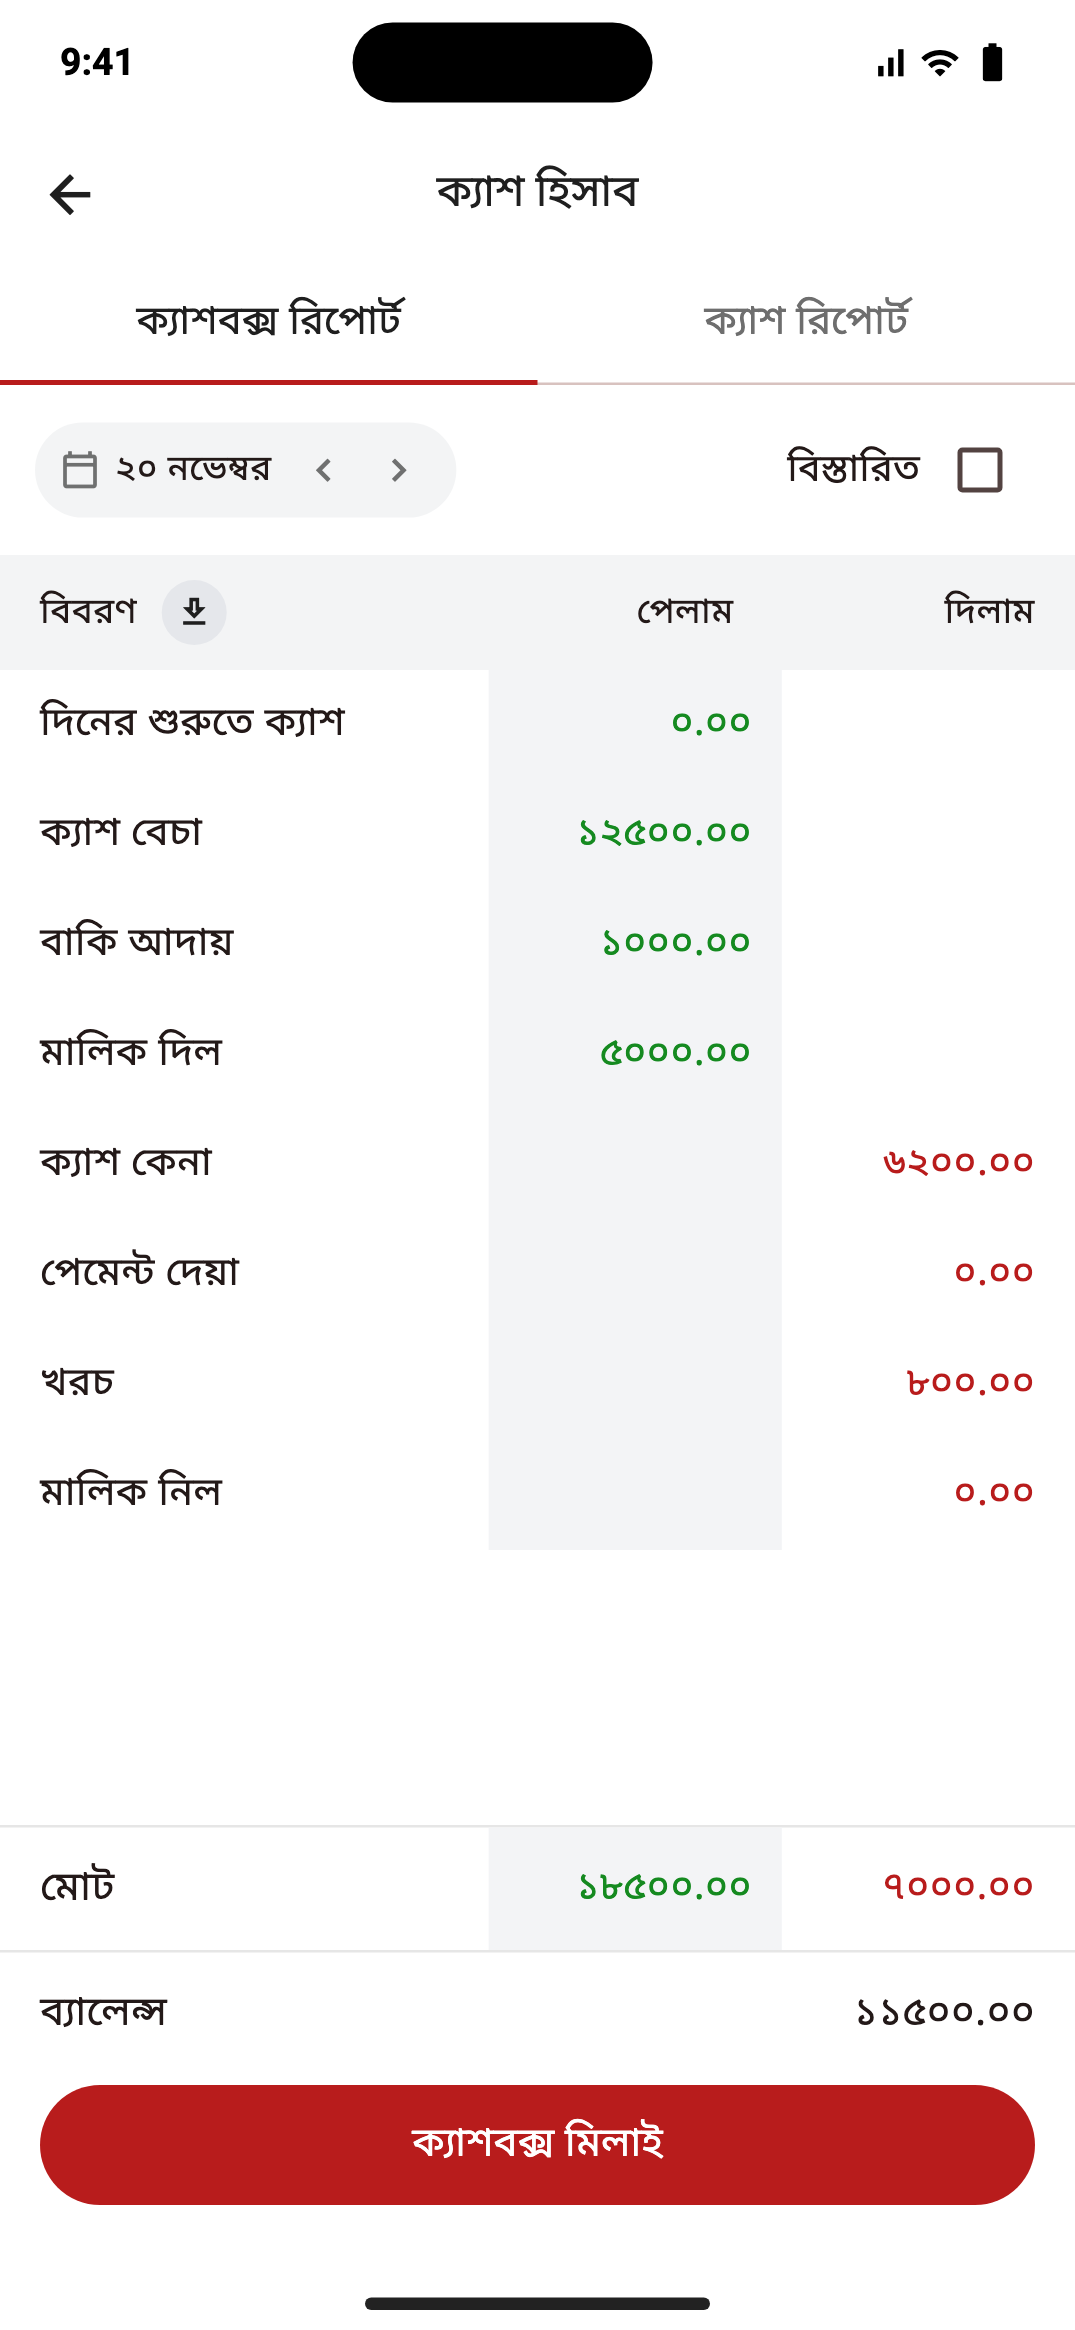 9:41
ক্যাশ হিসাব
ক্যাশবক্স রিপোর্ট ক্যাশ রিপোর্ট
২০ নভেম্বর বিস্তারিত
বিবরণ পেলাম দিলাম
দিনের শুরুতে ক্যাশ ০.০০
ক্যাশ বেচা ১২৫০০.০০
বাকি আদায় ১০০০.০০
মালিক দিল ৫০০০.০০
ক্যাশ কেনা ৬২০০.০০
পেমেন্ট দেয়া ০.০০
খরচ ৮০০.০০
মালিক নিল ০.০০
মোট ১৮৫০০.০০ ৭০০০.০০
ব্যালেন্স ১১৫০০.০০
ক্যাশবক্স মিলাই